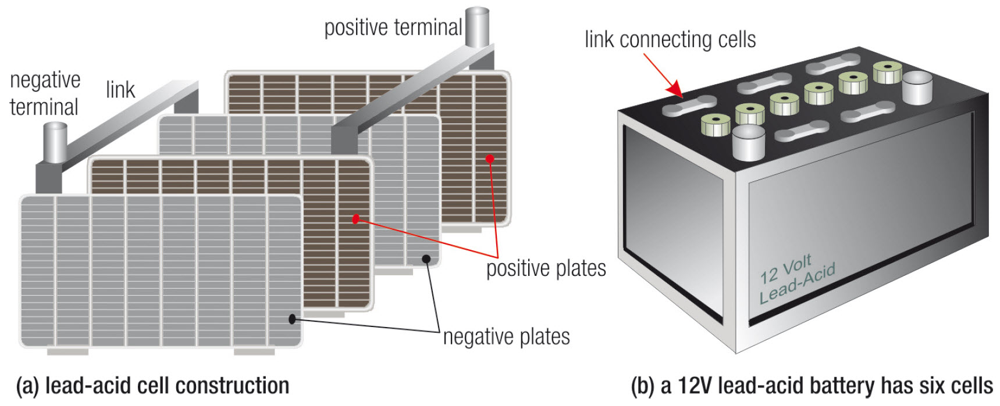 positive terminal
negative
terminal
link
positive plates
negative plates
(a) lead-acid cell construction
link connecting cells
12 Volt
Lead-Acid
(b) a 12V lead-acid battery has six cells